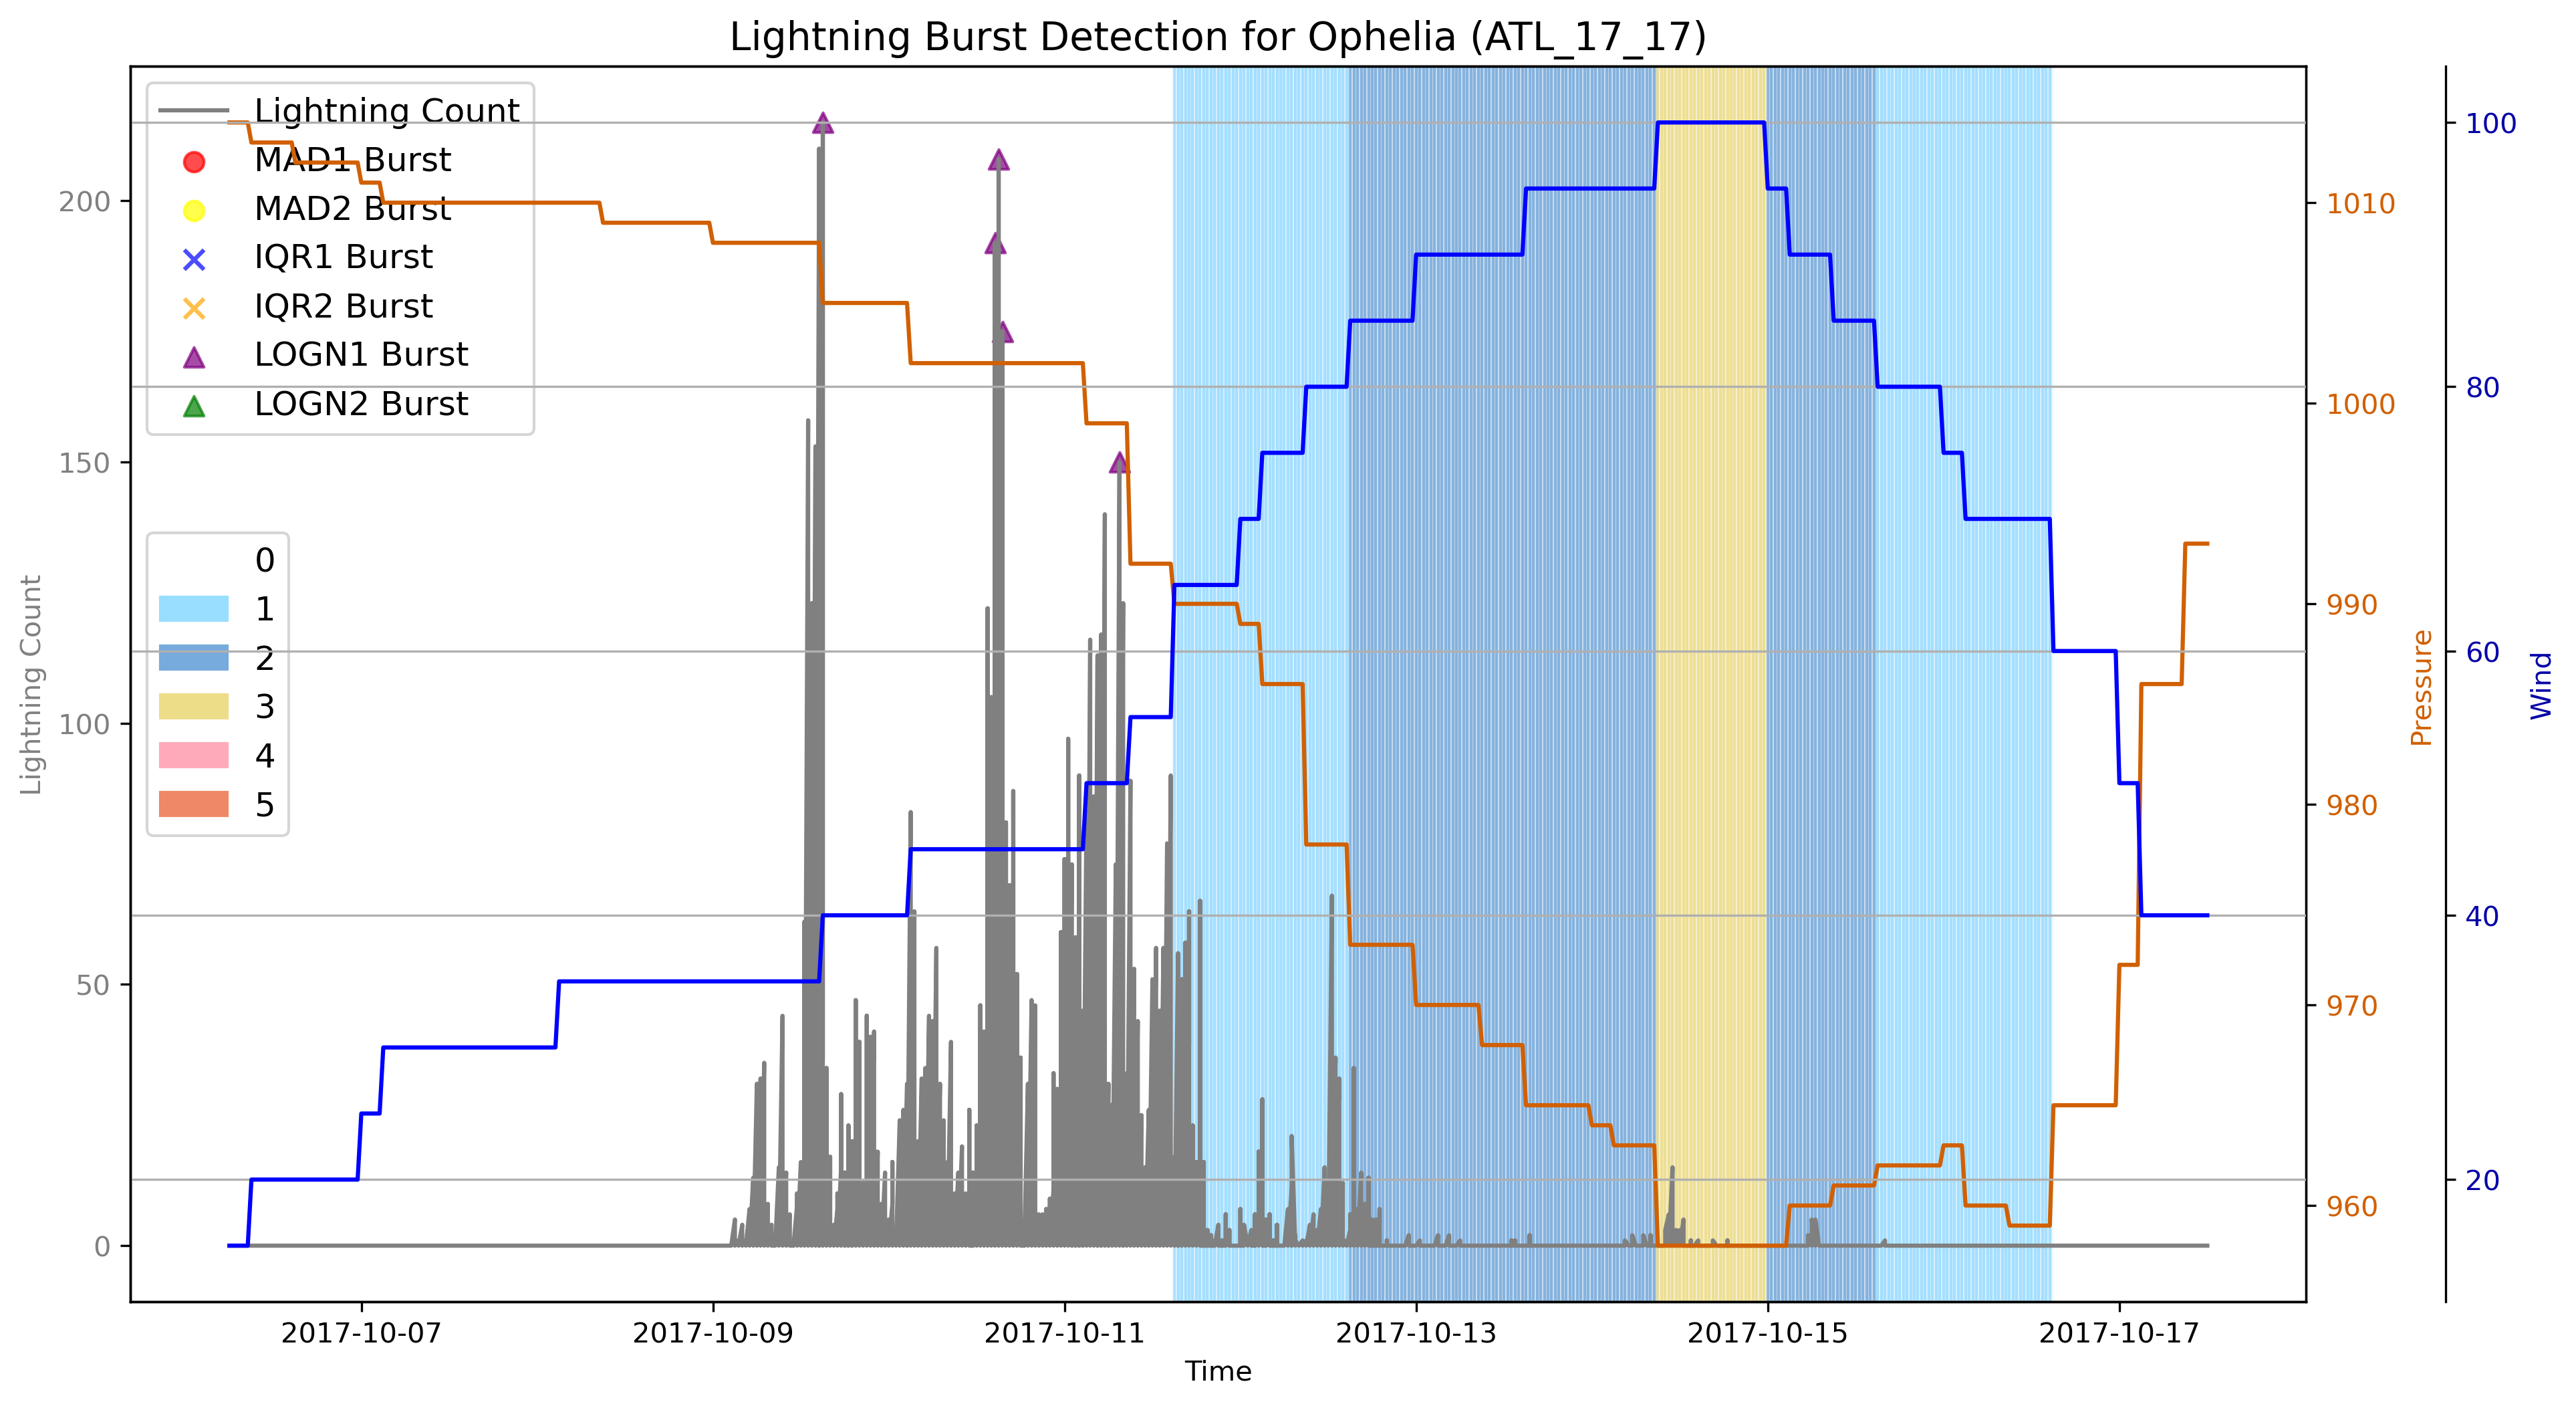 Lightning Burst Detection for Ophelia (ATL_17_17)
Lightning Count
MAD1 Burst
MAD2 Burst
IQR1 Burst
IQR2 Burst
LOGN1 Burst
LOGN2 Burst
0
1
2
3
4
5
Lightning Count
200
150
100
50
0
1010
1000
990
980
970
960
Pressure
100
80
60
40
20
Wind
2017-10-07
2017-10-09
2017-10-11
2017-10-13
2017-10-15
2017-10-17
Time